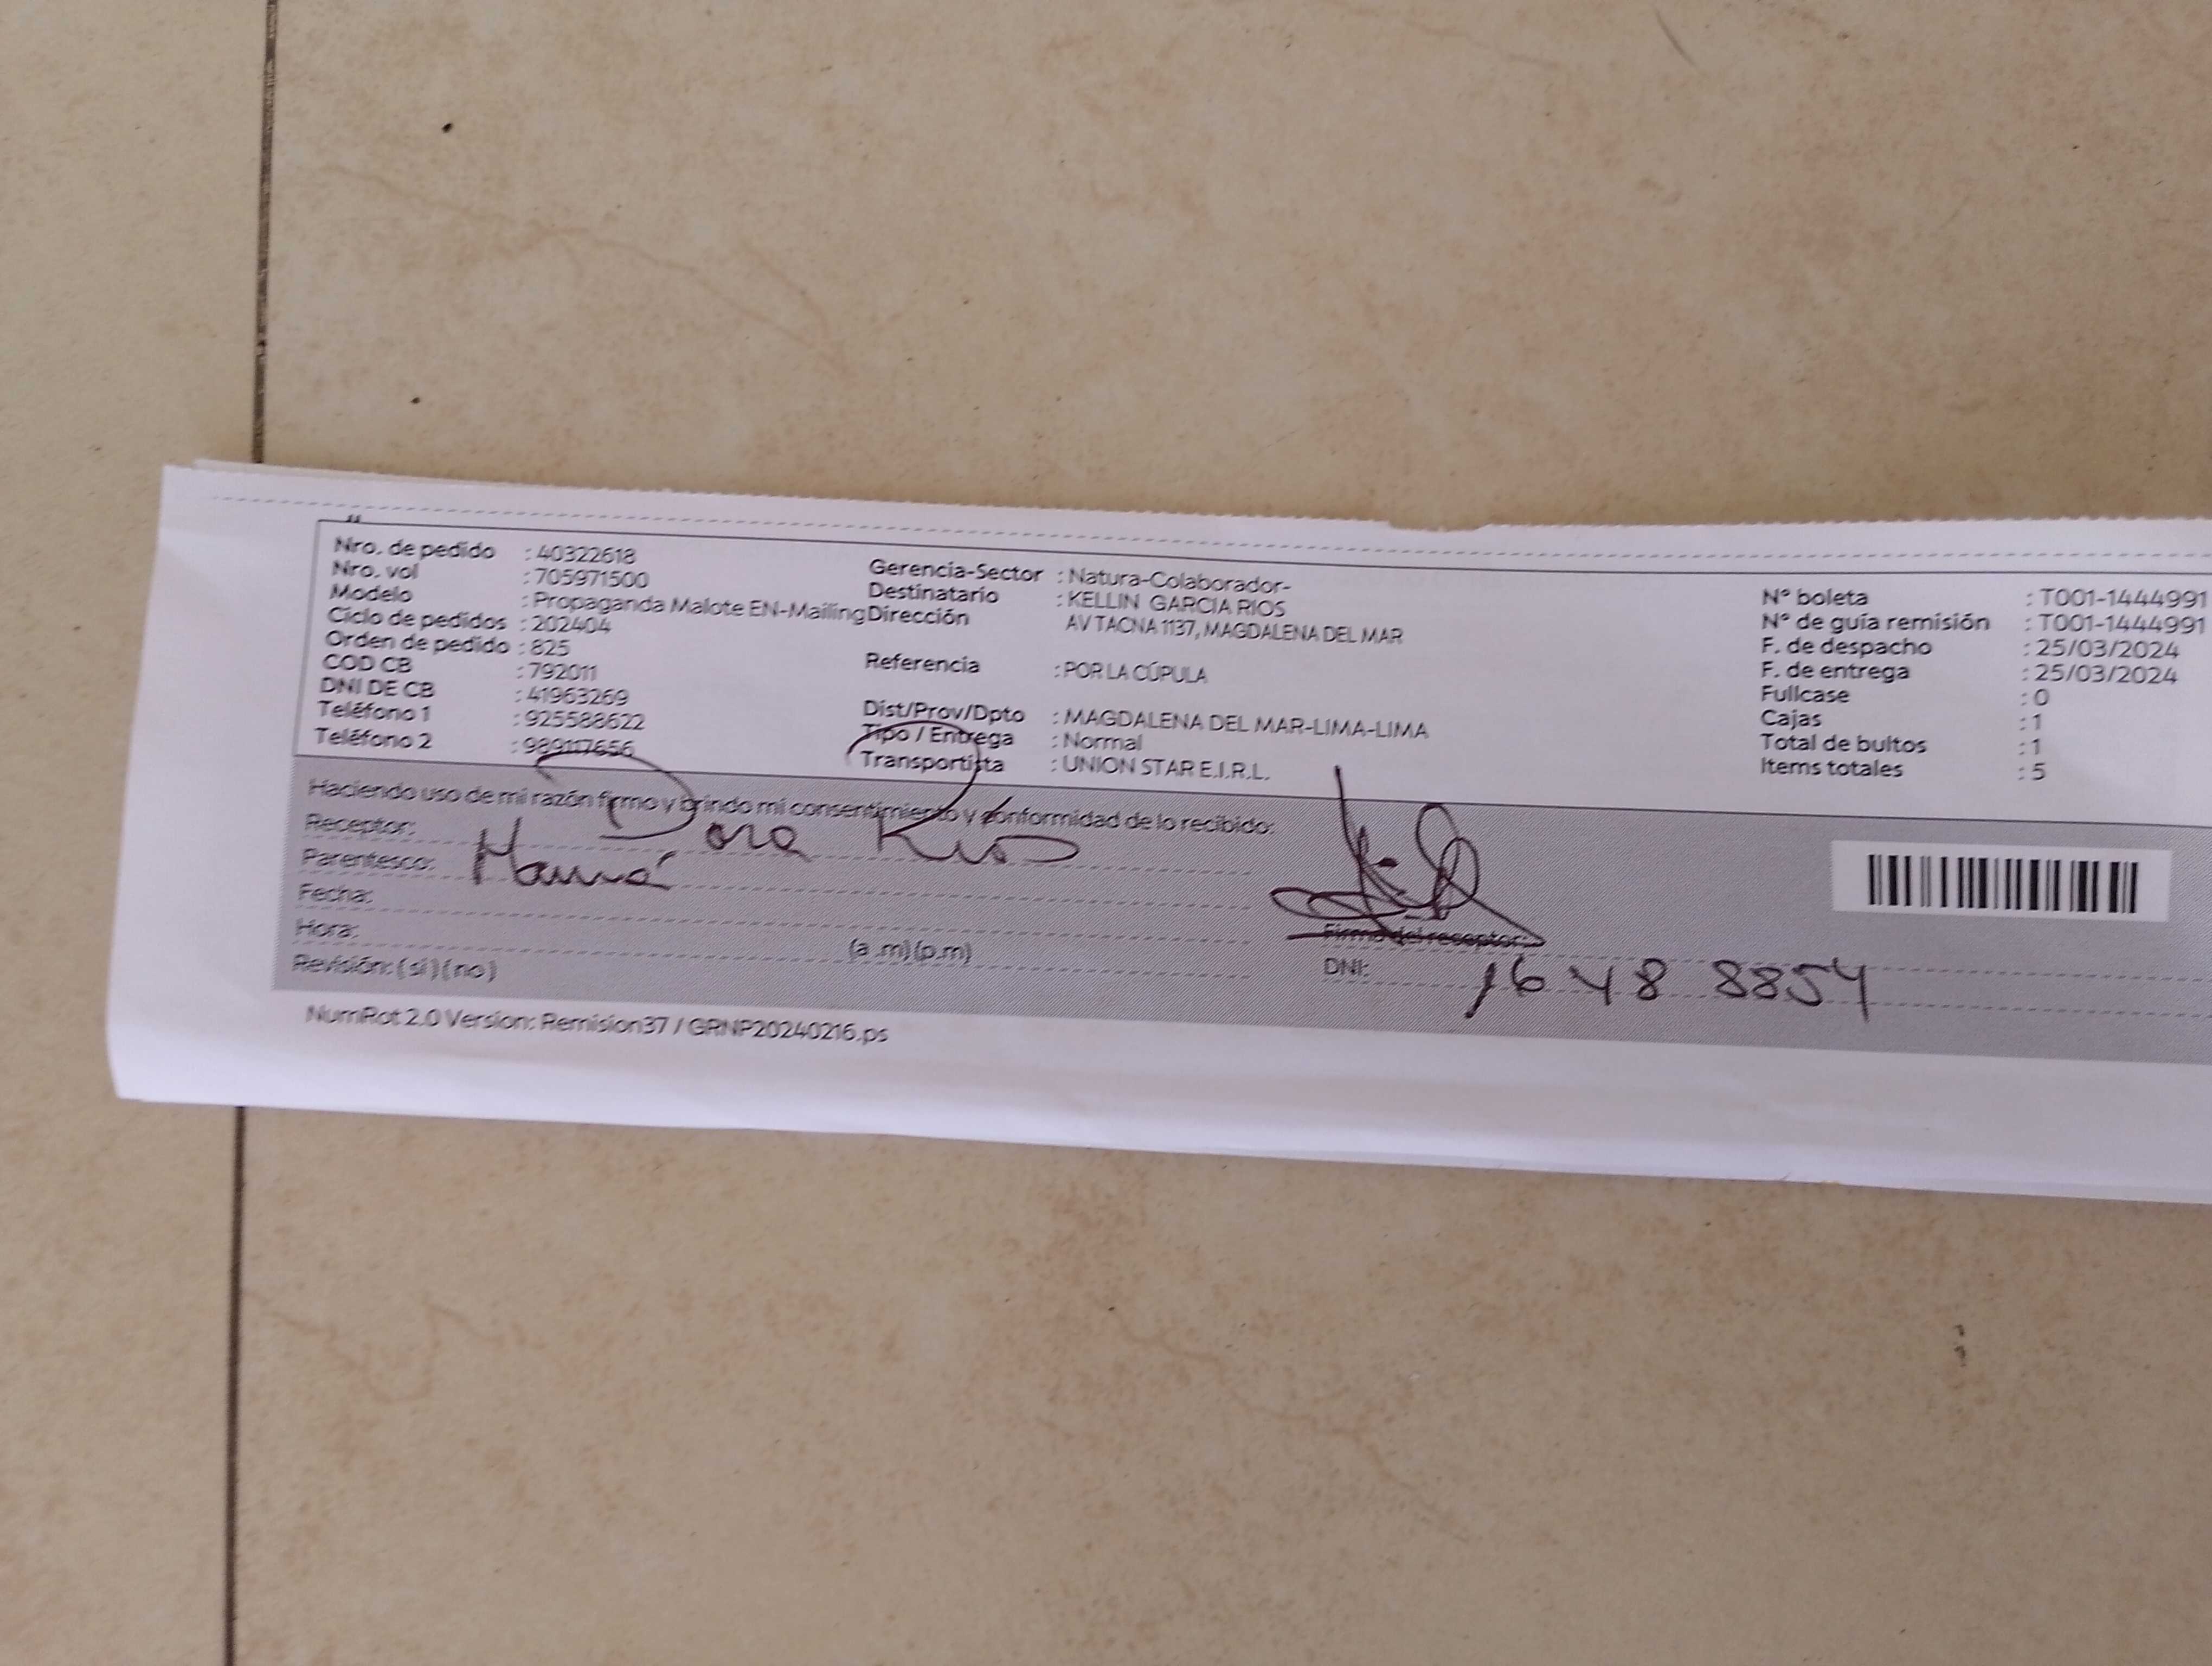 Nro. de pedido : 40322618
Nro. vol : 705971500
Modelo : Propaganda Malote EN-Mailing
Ciclo de pedidos : 202404
Orden de pedido : 825
COD CB : 792011
DNI DE CB : 41963269
Teléfono 1 : 925588622
Teléfono 2 : 989117656
Gerencia-Sector : Natura-Colaborador-
Destinatario : KELLIN GARCIA RIOS
Dirección AV TACNA 1137, MAGDALENA DEL MAR
Referencia : POR LA CÚPULA
Dist/Prov/Dpto : MAGDALENA DEL MAR-LIMA-LIMA
Tipo / Entrega : Normal
Transportista : UNION STAR E.I.R.L.
N° boleta : T001-1444991
N° de guía remisión : T001-1444991
F. de despacho : 25/03/2024
F. de entrega : 25/03/2024
Fullcase : 0
Cajas : 1
Total de bultos : 1
Items totales : 5
Haciendo uso de mi razón firmo y brindo mi consentimiento y conformidad de lo recibido:
Receptor: Dora Rios
Parentesco: Mamá
Fecha:
Hora: (a.m)(p.m)
Revisión: (si) (no)
Firma del receptor:
DNI: 1648 8854
NumRot 2.0 Version: Remision37 / GRNP20240216.ps